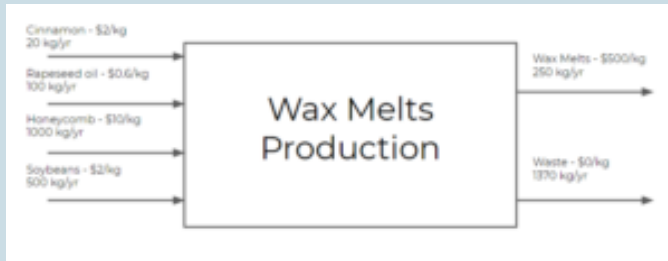 Cinnamon - $2/kg
20 kg/yr
Rapeseed oil - $0.6/kg
100 kg/yr
Honeycomb - $10/kg
1000 kg/yr
Soybeans - $2/kg
500 kg/yr
Wax Melts
Production
Wax Melts - $500/kg
250 kg/yr
Waste - $0/kg
1370 kg/yr